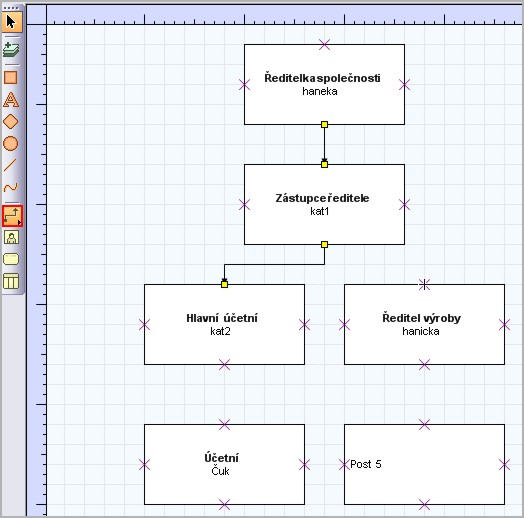 Ředitelka společnosti
haneka
Zástupce ředitele
kat1
Hlavní účetní
kat2
Ředitel výroby
hanicka
Účetní
Čuk
Post 5